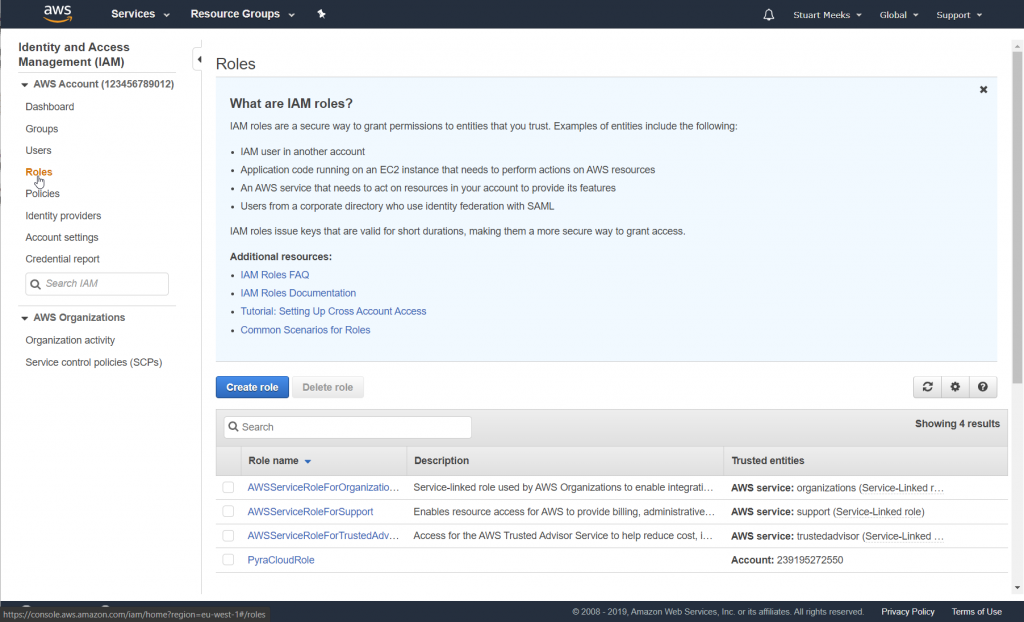 aws
Services
Resource Groups
Stuart Meeks
Global
Support
Identity and Access
Management (IAM)
AWS Account (123456789012)
Dashboard
Groups
Users
Roles
Policies
Identity providers
Account settings
Credential report
Search IAM
AWS Organizations
Organization activity
Service control policies (SCPs)
Roles
What are IAM roles?
IAM roles are a secure way to grant permissions to entities that you trust. Examples of entities include the following:
• IAM user in another account
• Application code running on an EC2 instance that needs to perform actions on AWS resources
• An AWS service that needs to act on resources in your account to provide its features
• Users from a corporate directory who use identity federation with SAML
IAM roles issue keys that are valid for short durations, making them a more secure way to grant access.
Additional resources:
• IAM Roles FAQ
• IAM Roles Documentation
• Tutorial: Setting Up Cross Account Access
• Common Scenarios for Roles
Create role
Delete role
Search
Showing 4 results
Role name Description Trusted entities
AWSServiceRoleForOrganizatio… Service-linked role used by AWS Organizations to enable integrati… AWS service: organizations (Service-Linked r…
AWSServiceRoleForSupport Enables resource access for AWS to provide billing, administrative… AWS service: support (Service-Linked role)
AWSServiceRoleForTrustedAdv… Access for the AWS Trusted Advisor Service to help reduce cost, i… AWS service: trustedadvisor (Service-Linked …
PyraCloudRole Account: 239195272550
https://console.aws.amazon.com/iam/home?region=eu-west-1#/roles
© 2008 - 2019, Amazon Web Services, Inc. or its affiliates. All rights reserved.
Privacy Policy
Terms of Use